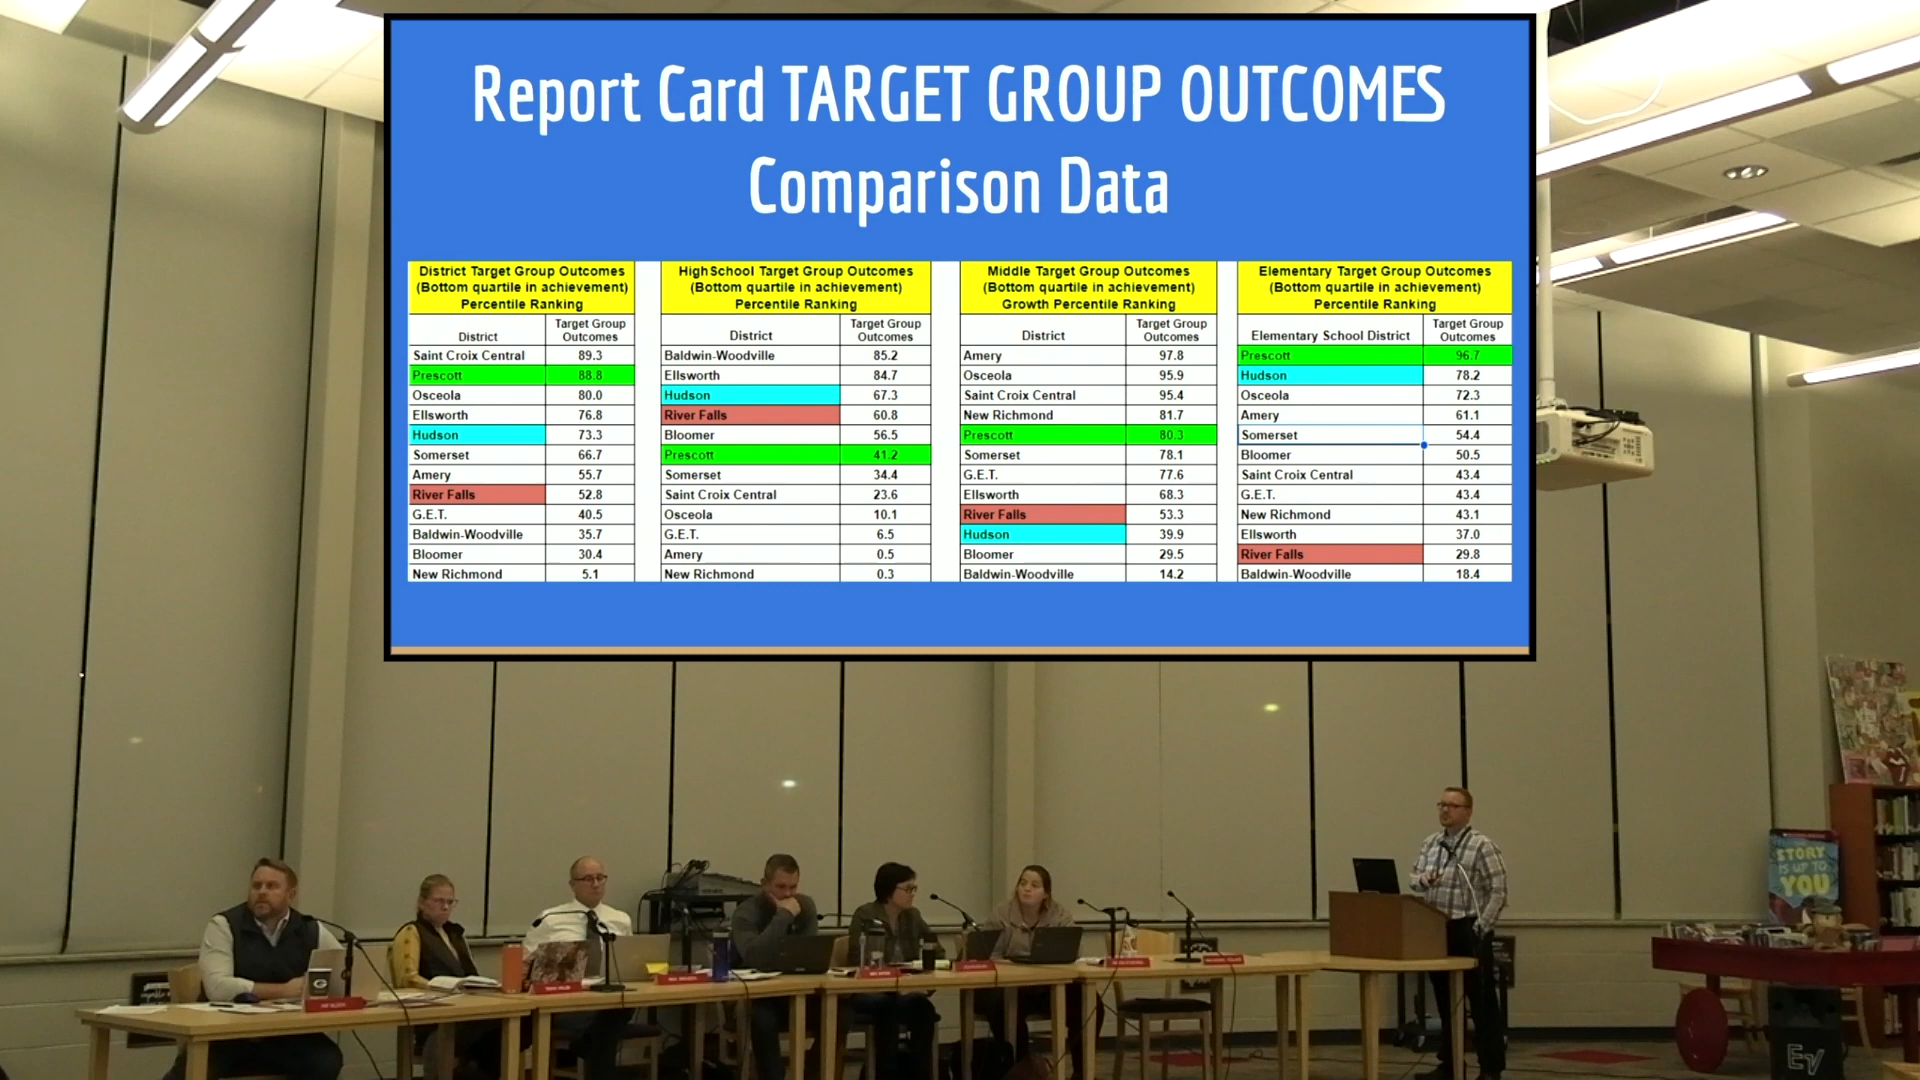 Report Card TARGET GROUP OUTCOMES
Comparison Data
District Target Group Outcomes
(Bottom quartile in achievement)
Percentile Ranking
District Target Group Outcomes
Saint Croix Central 89.3
Prescott 88.8
Osceola 80.0
Ellsworth 76.8
Hudson 73.3
Somerset 66.7
Amery 55.7
River Falls 52.8
G.E.T. 40.5
Baldwin-Woodville 35.7
Bloomer 30.4
New Richmond 5.1
High School Target Group Outcomes
(Bottom quartile in achievement)
Percentile Ranking
District Target Group Outcomes
Baldwin-Woodville 85.2
Ellsworth 84.7
Hudson 67.3
River Falls 60.8
Bloomer 56.5
Prescott 41.2
Somerset 34.4
Saint Croix Central 23.6
Osceola 10.1
G.E.T. 6.5
Amery 0.5
New Richmond 0.3
Middle Target Group Outcomes
(Bottom quartile in achievement)
Growth Percentile Ranking
District Target Group Outcomes
Amery 97.8
Osceola 95.9
Saint Croix Central 95.4
New Richmond 81.7
Prescott 80.3
Somerset 78.1
G.E.T. 77.6
Ellsworth 68.3
River Falls 53.3
Hudson 39.9
Bloomer 29.5
Baldwin-Woodville 14.2
Elementary Target Group Outcomes
(Bottom quartile in achievement)
Percentile Ranking
Elementary School District Target Group Outcomes
Prescott 96.7
Hudson 78.2
Osceola 72.3
Amery 61.1
Somerset 54.4
Bloomer 50.5
Saint Croix Central 43.4
G.E.T. 43.4
New Richmond 43.1
Ellsworth 37.0
River Falls 29.8
Baldwin-Woodville 18.4
STORY
IS UP TO
YOU
G
EV